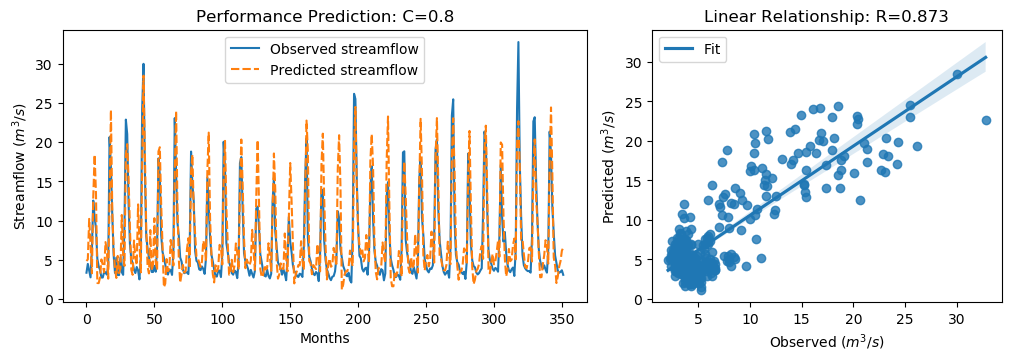 Performance Prediction: C=0.8
Streamflow (m³/s)
30
25
20
15
10
5
0
Observed streamflow
Predicted streamflow
0 50 100 150 200 250 300 350
Months
Linear Relationship: R=0.873
Predicted (m³/s)
30
25
20
15
10
5
0
Fit
5 10 15 20 25 30
Observed (m³/s)